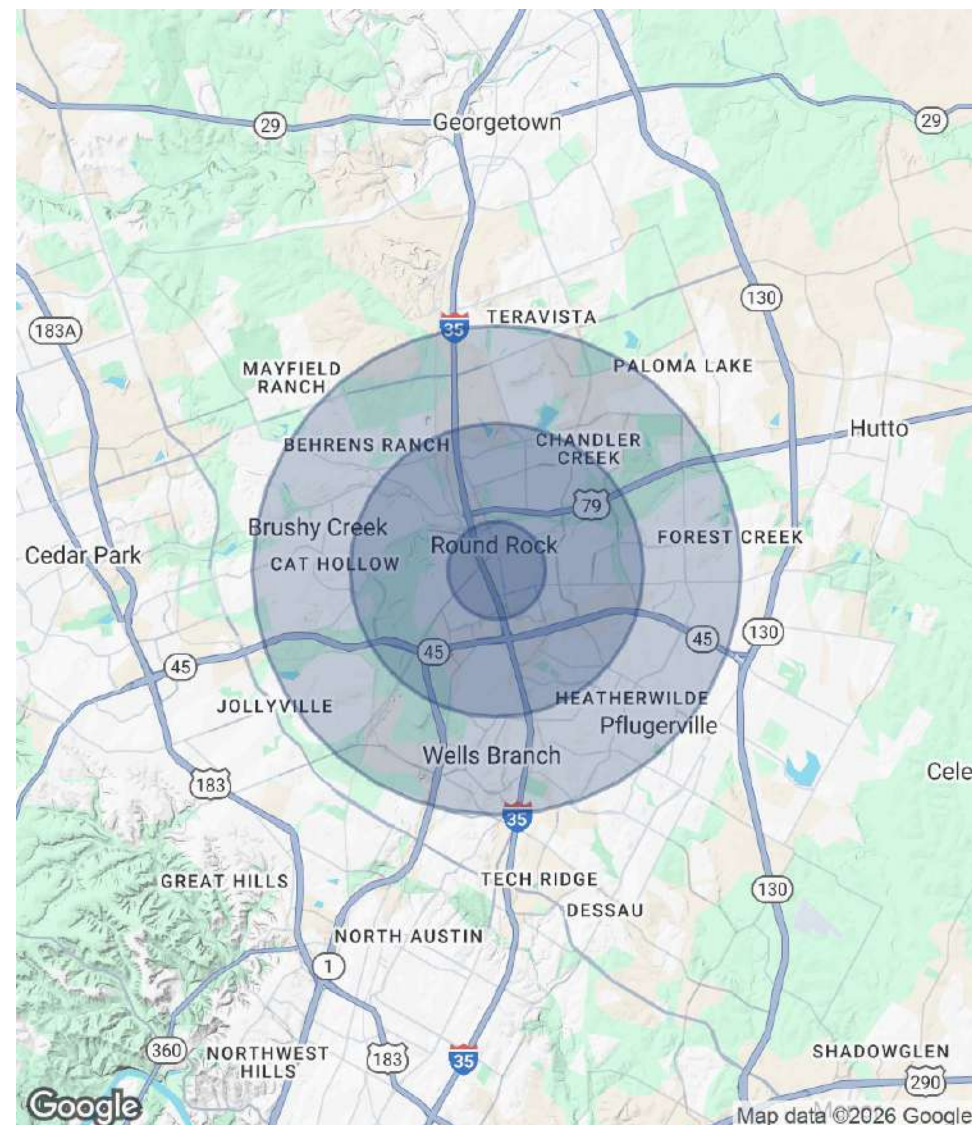 29
Georgetown
29
130
183A
TERAVISTA
35
MAYFIELD
RANCH
PALOMA LAKE
Hutto
BEHRENS RANCH
CHANDLER
CREEK
79
Brushy Creek
Round Rock
FOREST CREEK
Cedar Park
CAT HOLLOW
45
45
45
130
JOLLYVILLE
HEATHERWILDE
Pflugerville
Wells Branch
183
Cele
35
GREAT HILLS
TECH RIDGE
130
DESSAU
NORTH AUSTIN
1
360
NORTHWEST
HILLS
183
35
SHADOWGLEN
290
Google
Map data ©2026 Google